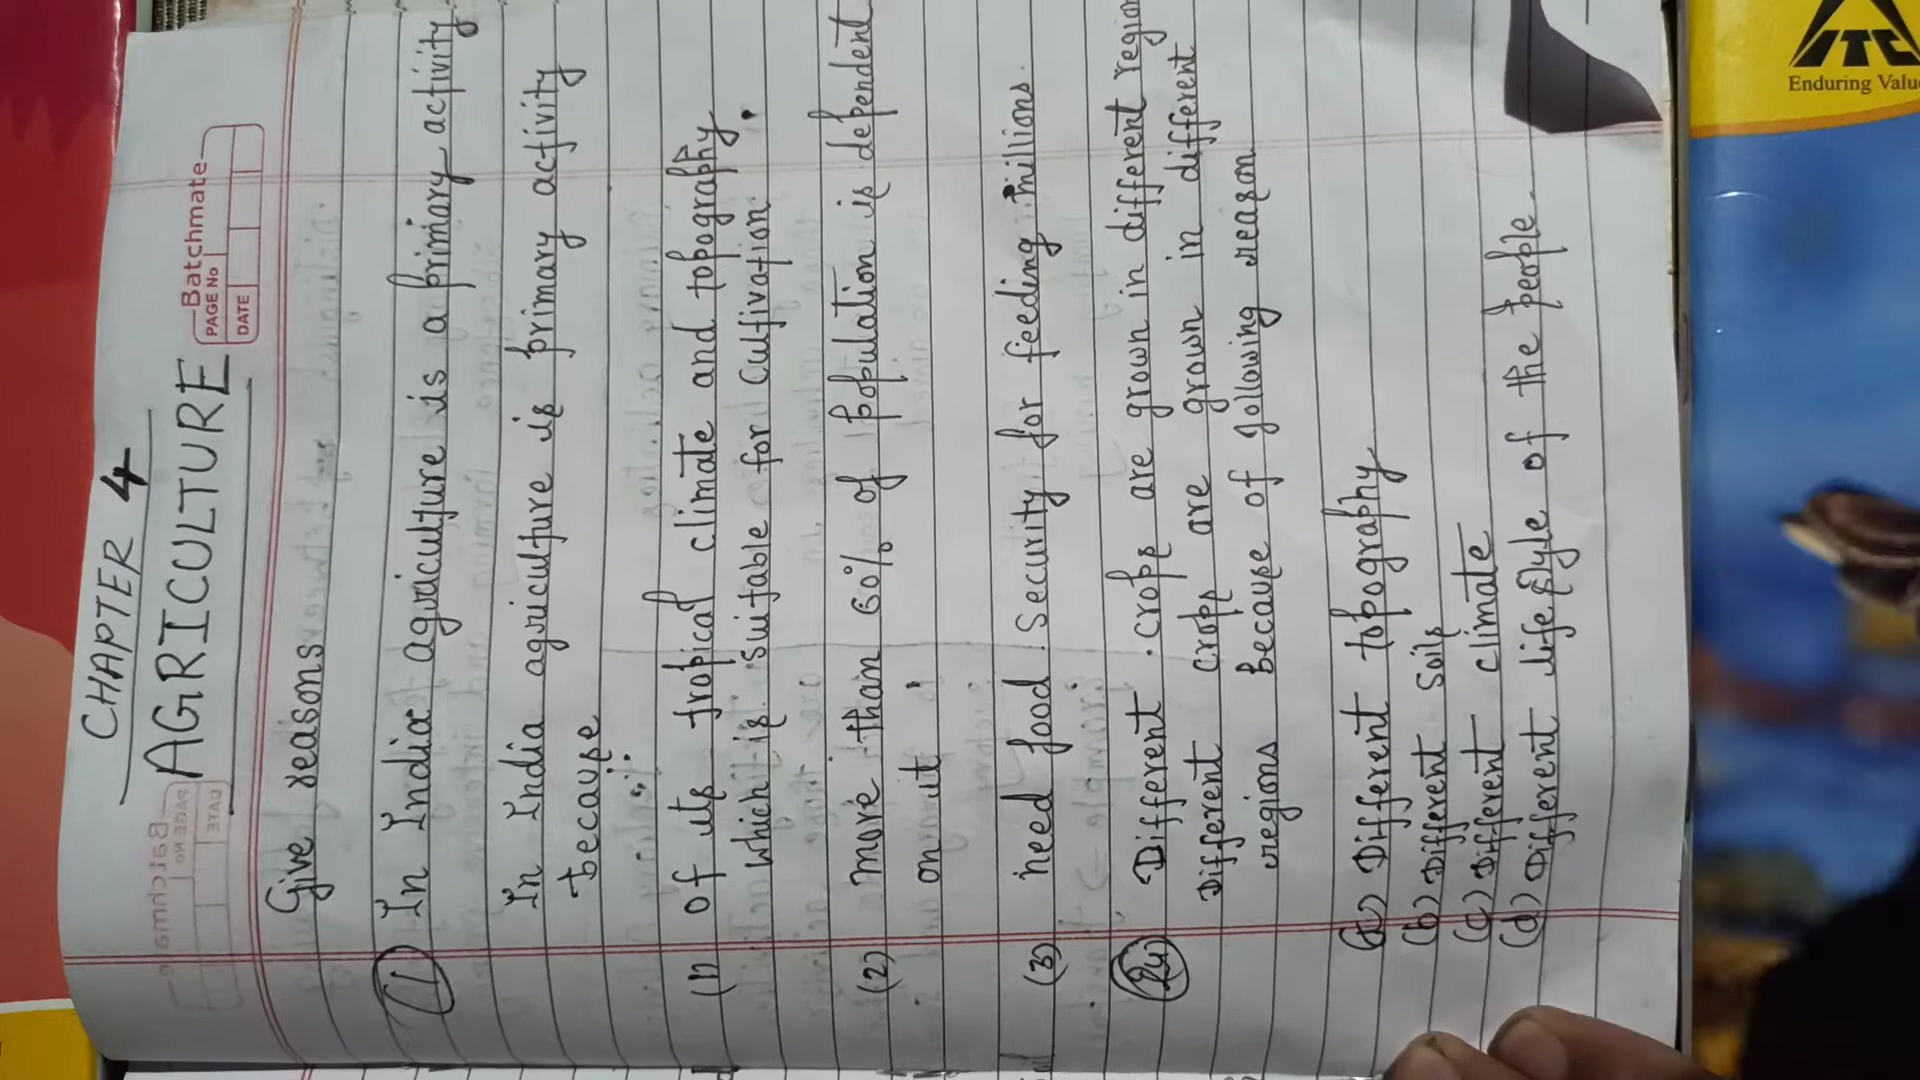 CHAPTER 4
AGRICULTURE
Batchmate
PAGE No
DATE
Give reasons
(1) In India agriculture is a primary activity
In India agriculture is primary activity
because :
(1) of its tropical climate and topography
which is suitable for cultivation.
(2) more than 60% of population is dependent
on it.
(3) need food security for feeding milions.
Different crops are grown in different region
Different crops are grown in different
regions because of following reason
(a) Different topography
(b) Different soils
(c) Different climate
(d) Different life style of the people.
ITC
Enduring Value